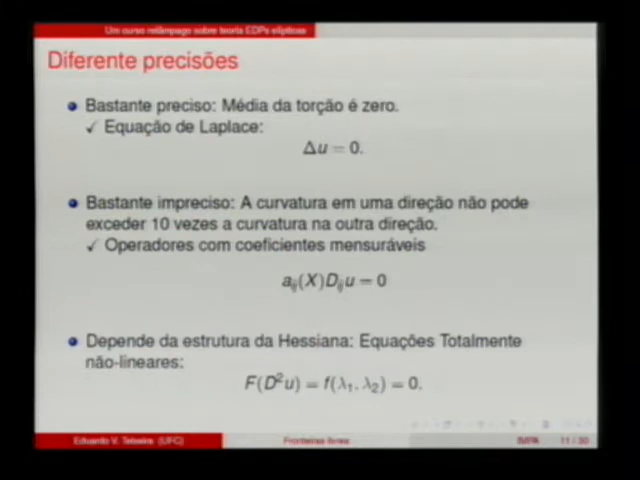 Um curso relâmpago sobre teoria EDPs elípticas
Diferente precisões
Bastante preciso: Média da torção é zero.
✓ Equação de Laplace:
Δu = 0.
Bastante impreciso: A curvatura em uma direção não pode
exceder 10 vezes a curvatura na outra direção.
✓ Operadores com coeficientes mensuráveis
aᵢⱼ(X)Dᵢⱼu = 0
Depende da estrutura da Hessiana: Equações Totalmente
não-lineares:
F(D²u) = f(λ₁, λ₂) = 0.
Eduardo V. Teixeira (UFC) Fronteiras livres IMPA 11 / 30